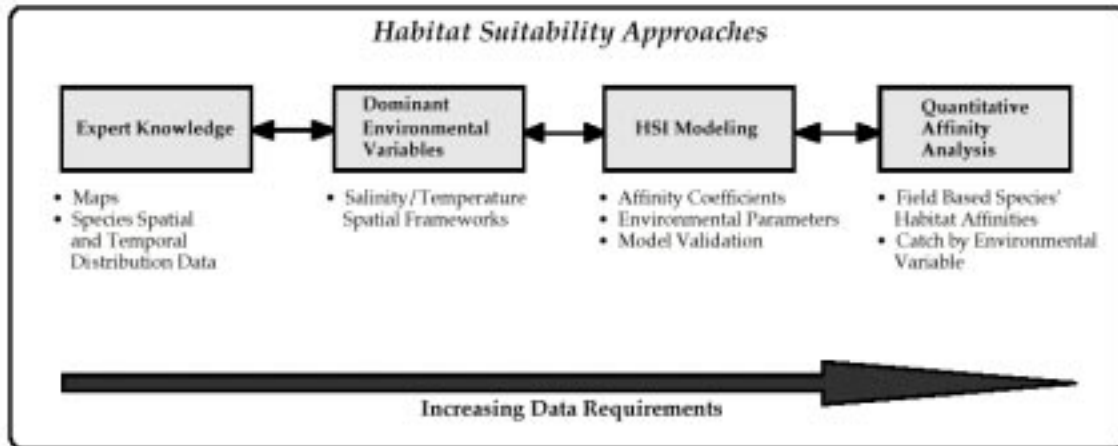 Habitat Suitability Approaches
Expert Knowledge
Dominant
Environmental
Variables
HSI Modeling
Quantitative
Affinity
Analysis
• Maps
• Species Spatial
and Temporal
Distribution Data
• Salinity/Temperature
Spatial Frameworks
• Affinity Coefficients
• Environmental Parameters
• Model Validation
• Field Based Species'
Habitat Affinities
• Catch by Environmental
Variable
Increasing Data Requirements